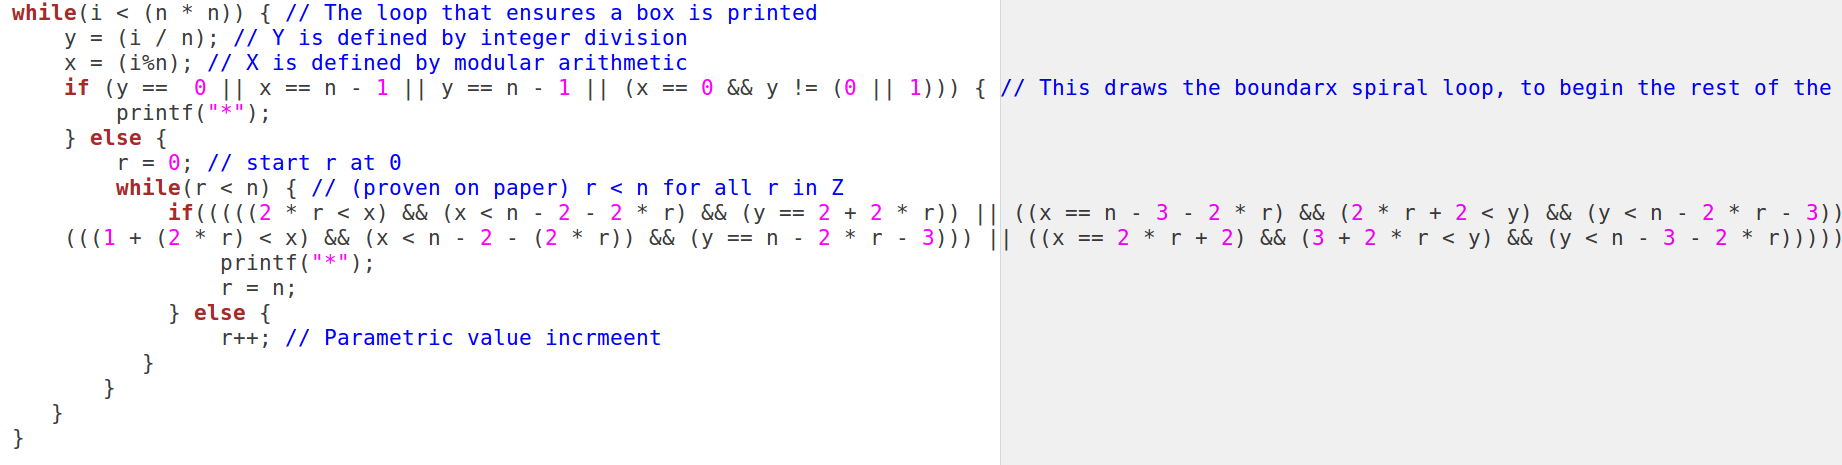 while(i < (n * n)) { // The loop that ensures a box is printed
    y = (i / n); // Y is defined by integer division
    x = (i%n); // X is defined by modular arithmetic
    if (y ==  0 || x == n - 1 || y == n - 1 || (x == 0 && y != (0 || 1))) { // This draws the boundarx spiral loop, to begin the rest of the
        printf("*");
    } else {
        r = 0; // start r at 0
        while(r < n) { // (proven on paper) r < n for all r in Z
            if(((((2 * r < x) && (x < n - 2 - 2 * r) && (y == 2 + 2 * r)) || ((x == n - 3 - 2 * r) && (2 * r + 2 < y) && (y < n - 2 * r - 3))
    (((1 + (2 * r) < x) && (x < n - 2 - (2 * r)) && (y == n - 2 * r - 3))) || ((x == 2 * r + 2) && (3 + 2 * r < y) && (y < n - 3 - 2 * r)))))
                printf("*");
                r = n;
            } else {
                r++; // Parametric value incrmeent
          }
       }
   }
}